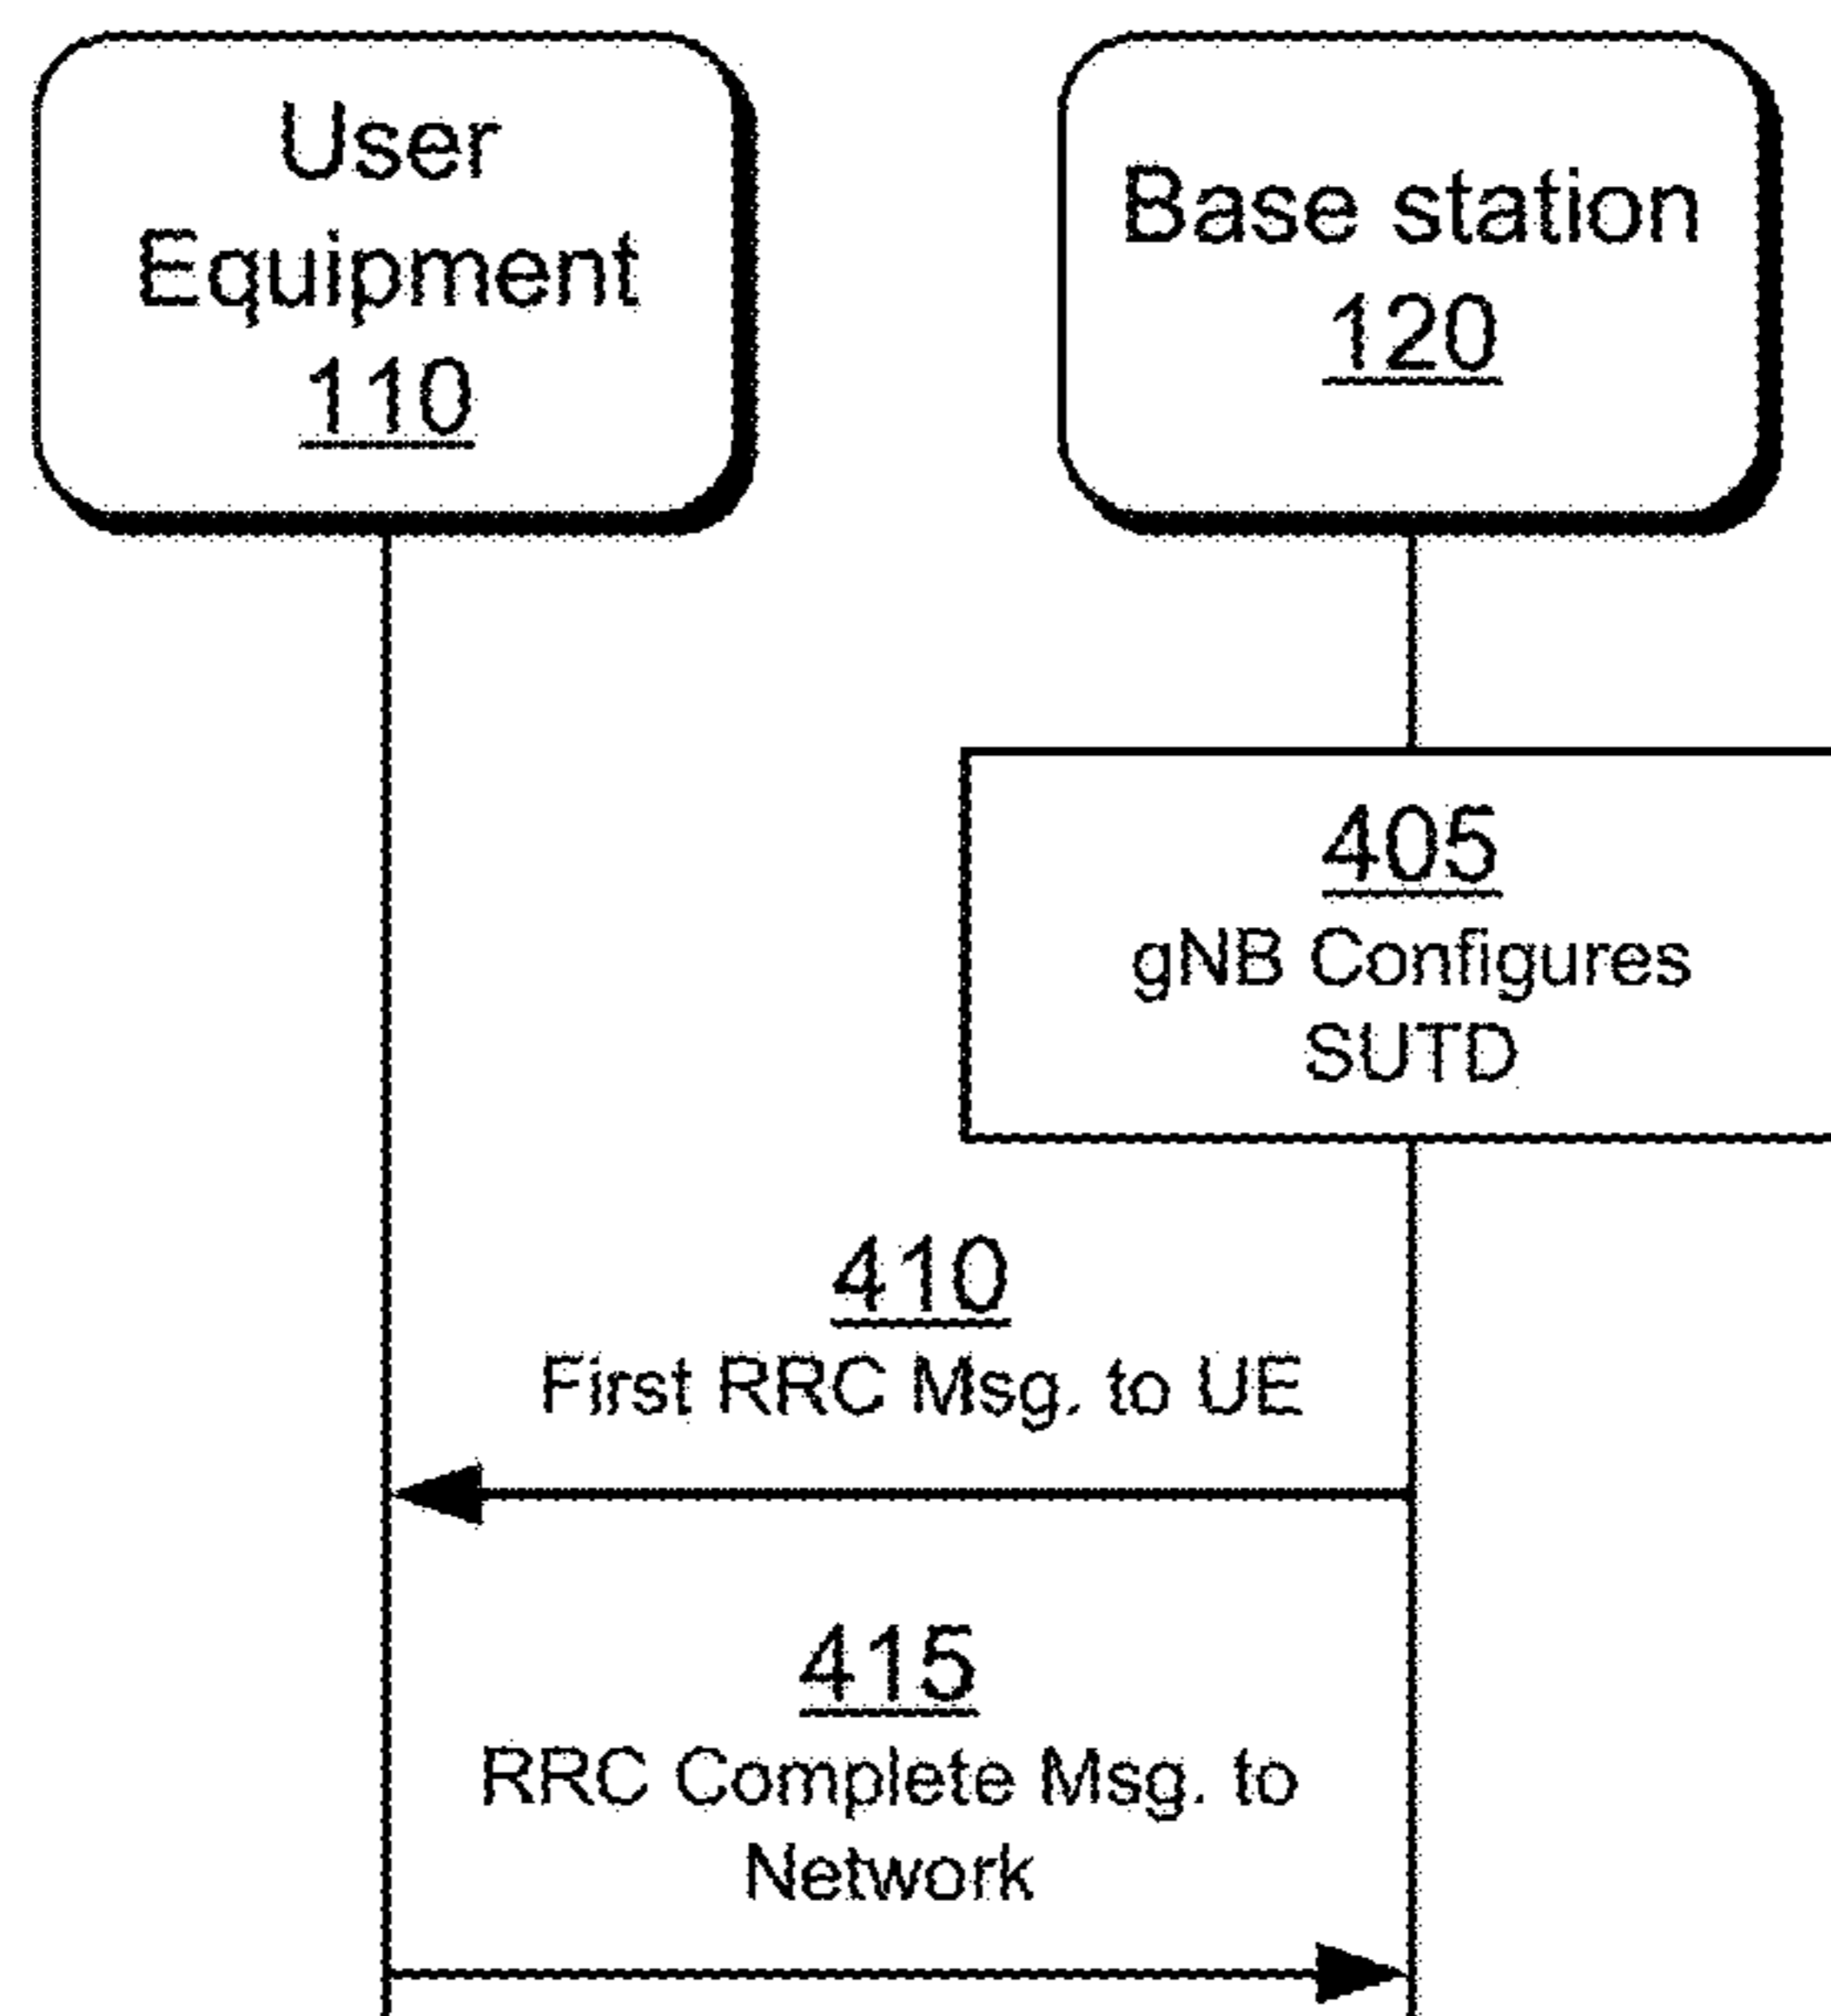 User
Equipment
110
Base station
120
405
gNB Configures
SUTD
410
First RRC Msg. to UE
415
RRC Complete Msg. to
Network